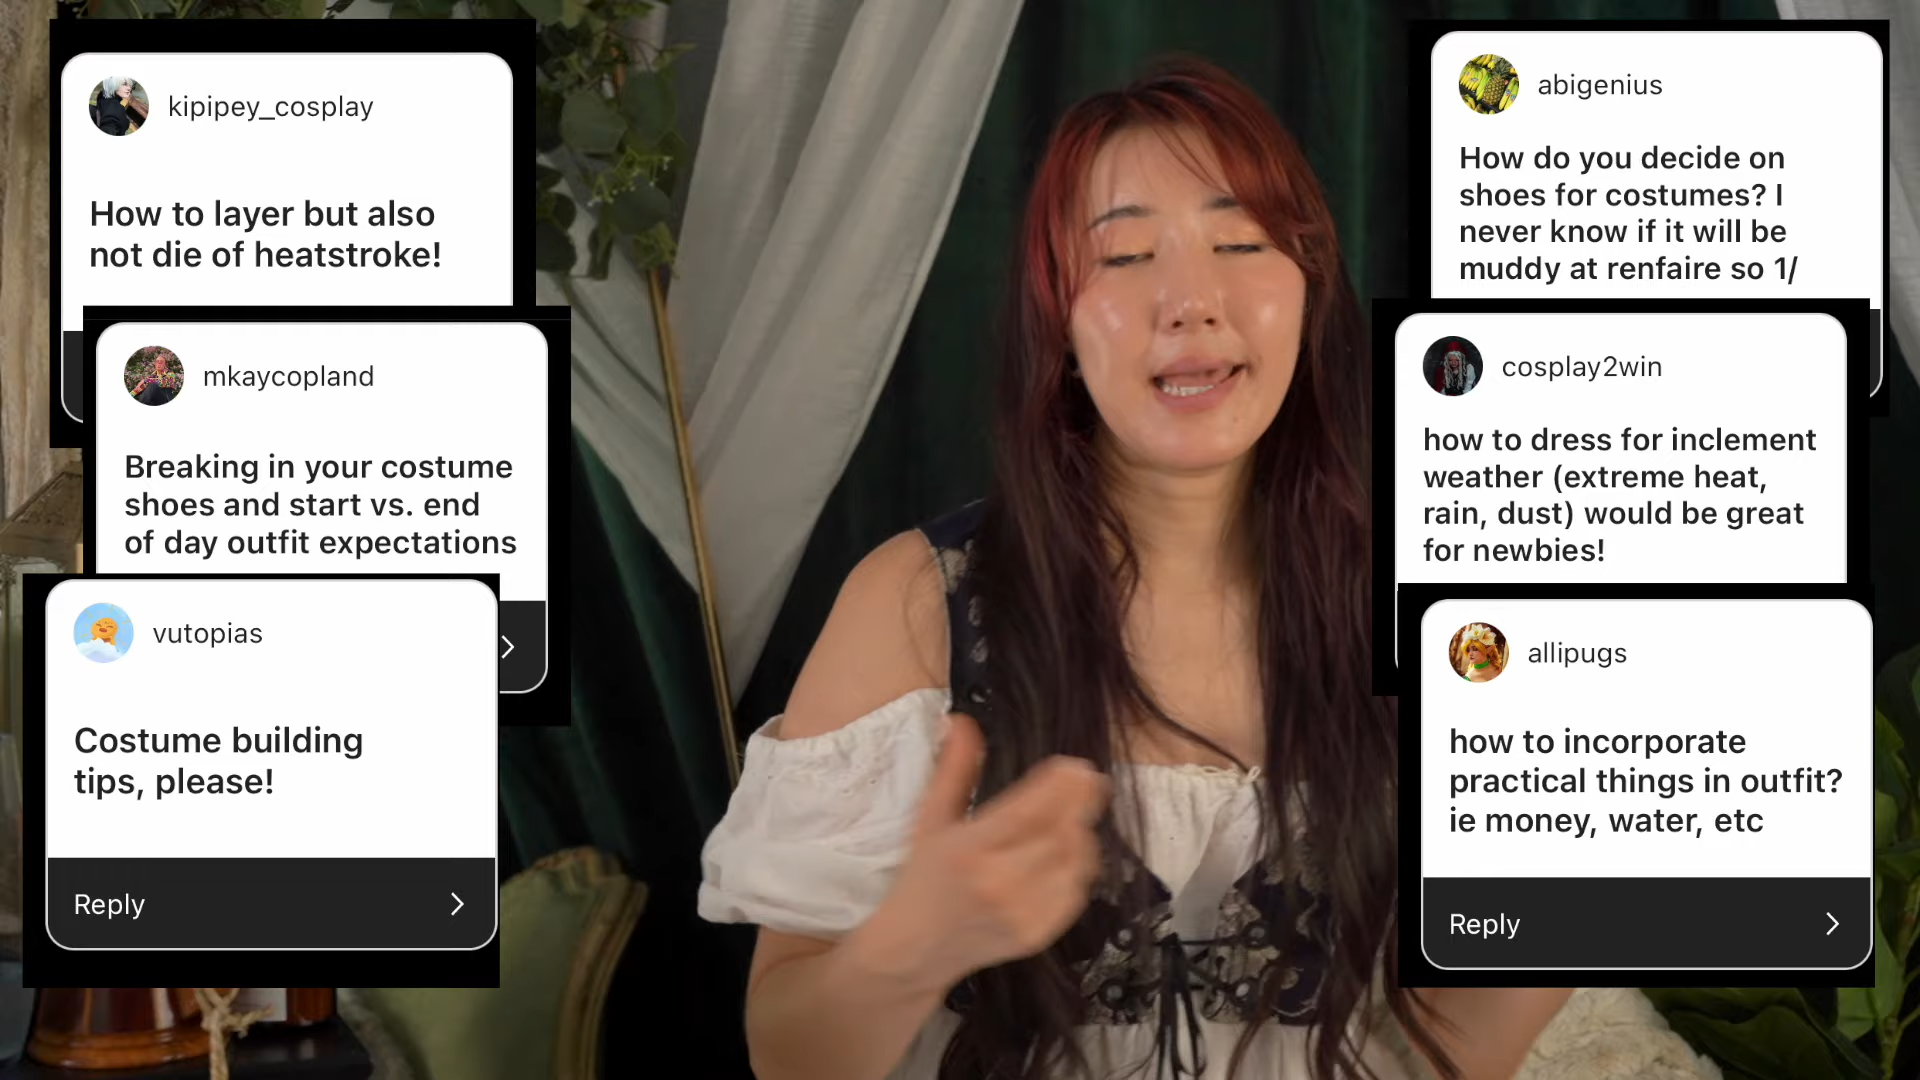 kipipey_cosplay
How to layer but also
not die of heatstroke!
mkaycopland
Breaking in your costume
shoes and start vs. end
of day outfit expectations
vutopias
Costume building
tips, please!
Reply
abigenius
How do you decide on
shoes for costumes? I
never know if it will be
muddy at renfaire so 1/
cosplay2win
how to dress for inclement
weather (extreme heat,
rain, dust) would be great
for newbies!
allipugs
how to incorporate
practical things in outfit?
ie money, water, etc
Reply